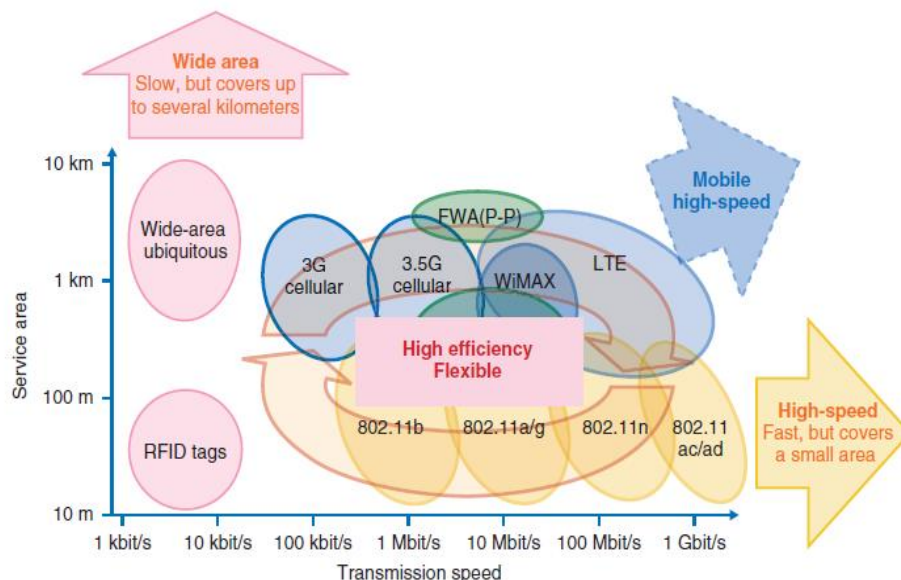 Wide area
Slow, but covers up
to several kilometers
10 km
Mobile
high-speed
FWA(P-P)
Wide-area
ubiquitous
3G
cellular
3.5G
cellular
WiMAX
LTE
1 km
Service area
High efficiency
Flexible
100 m
High-speed
Fast, but covers
a small area
RFID tags
802.11b
802.11a/g
802.11n
802.11
ac/ad
10 m
1 kbit/s
10 kbit/s
100 kbit/s
1 Mbit/s
10 Mbit/s
100 Mbit/s
1 Gbit/s
Transmission speed